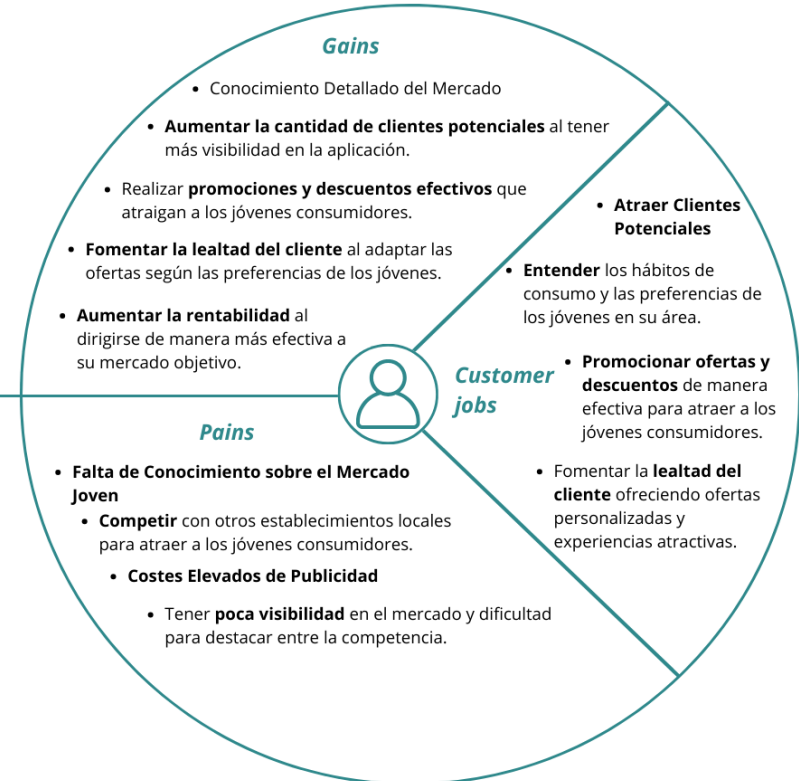 Gains
• Conocimiento Detallado del Mercado
• Aumentar la cantidad de clientes potenciales al tener
más visibilidad en la aplicación.
• Realizar promociones y descuentos efectivos que
atraigan a los jóvenes consumidores.
• Fomentar la lealtad del cliente al adaptar las
ofertas según las preferencias de los jóvenes.
• Aumentar la rentabilidad al
dirigirse de manera más efectiva a
su mercado objetivo.
Customer
jobs
• Atraer Clientes
Potenciales
• Entender los hábitos de
consumo y las preferencias de
los jóvenes en su área.
• Promocionar ofertas y
descuentos de manera
efectiva para atraer a los
jóvenes consumidores.
• Fomentar la lealtad del
cliente ofreciendo ofertas
personalizadas y
experiencias atractivas.
Pains
• Falta de Conocimiento sobre el Mercado
Joven
• Competir con otros establecimientos locales
para atraer a los jóvenes consumidores.
• Costes Elevados de Publicidad
• Tener poca visibilidad en el mercado y dificultad
para destacar entre la competencia.